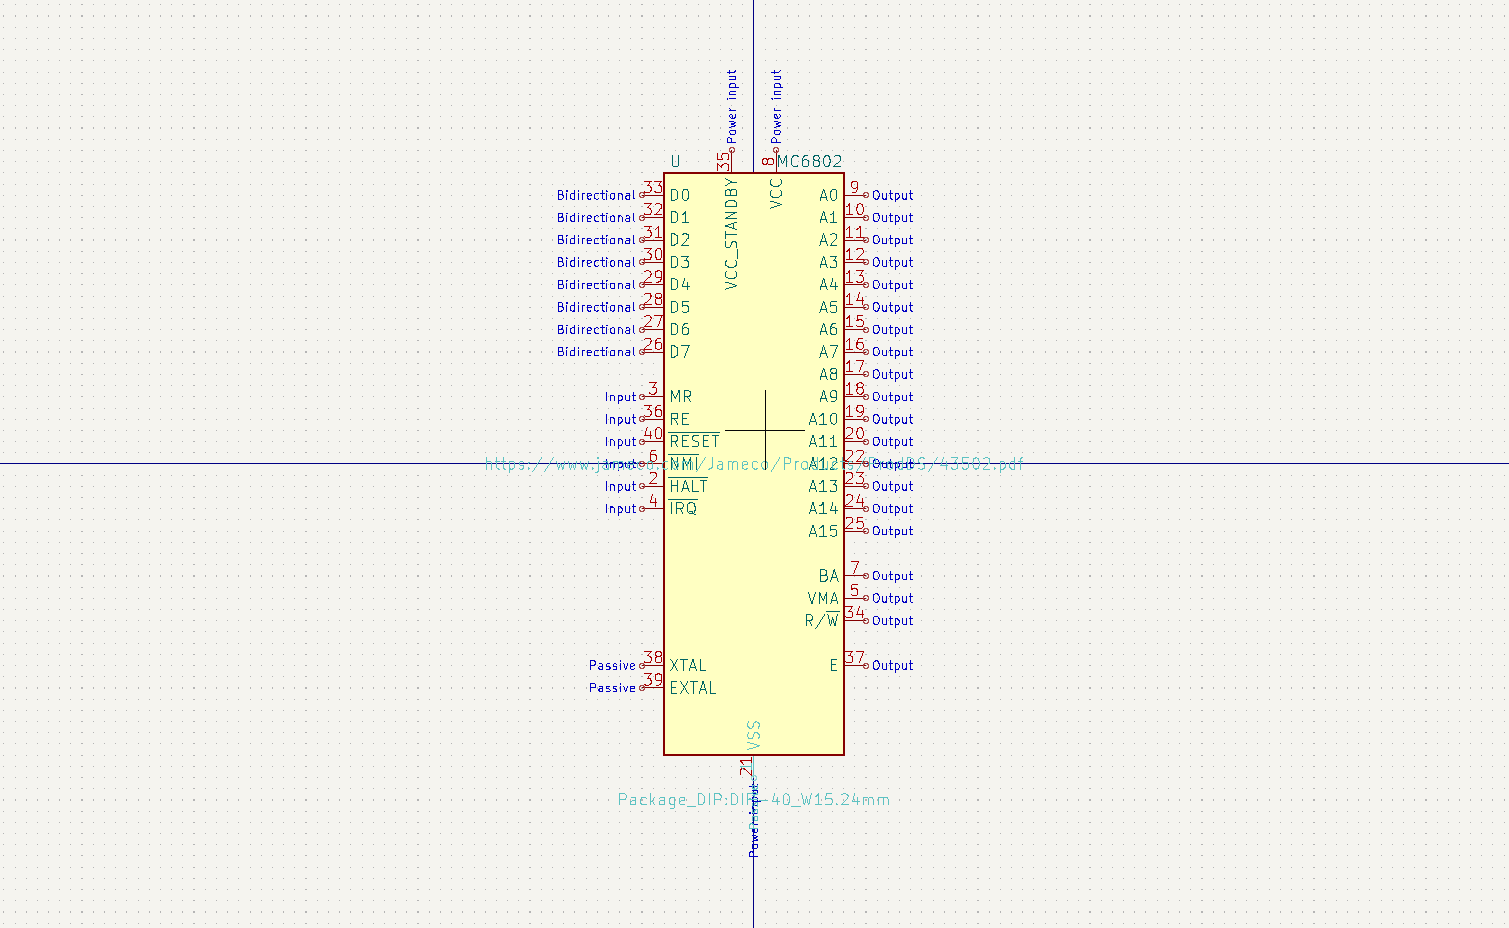 Power input Power input
35 8
U MC6802
VCC_STANDBY VCC
Bidirectional 33 D0 A0 9 Output
Bidirectional 32 D1 A1 10 Output
Bidirectional 31 D2 A2 11 Output
Bidirectional 30 D3 A3 12 Output
Bidirectional 29 D4 A4 13 Output
Bidirectional 28 D5 A5 14 Output
Bidirectional 27 D6 A6 15 Output
Bidirectional 26 D7 A7 16 Output
A8 17 Output
Input 3 MR A9 18 Output
Input 36 RE A10 19 Output
Input 40 RESET A11 20 Output
Input 6 NMI A12 22 Output
https://www.jameco.com/Jameco/Products/ProdDS/43502.pdf
Input 2 HALT A13 23 Output
Input 4 IRQ A14 24 Output
A15 25 Output
BA 7 Output
VMA 5 Output
R/W 34 Output
Passive 38 XTAL E 37 Output
Passive 39 EXTAL
VSS
21
Package_DIP:DIP-40_W15.24mm
Power input